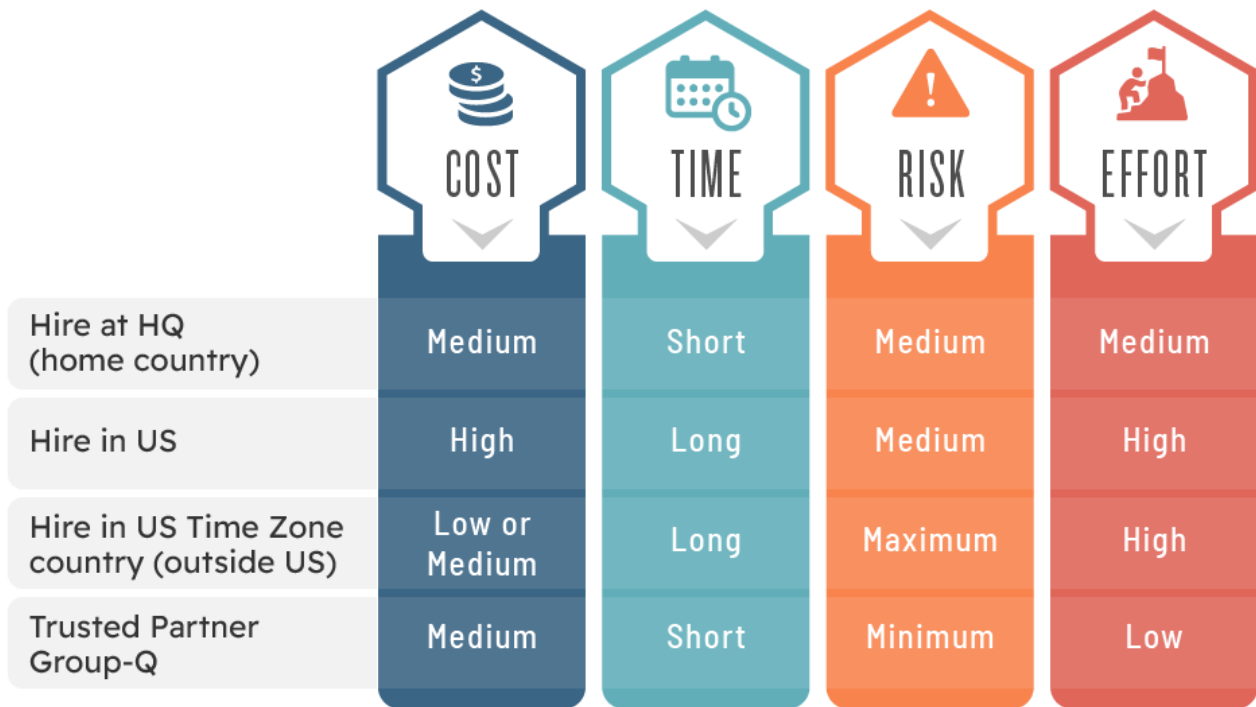 $
COST
TIME
RISK
EFFORT
Hire at HQ
(home country)
Medium
Short
Medium
Medium
Hire in US
High
Long
Medium
High
Hire in US Time Zone
country (outside US)
Low or
Medium
Long
Maximum
High
Trusted Partner
Group-Q
Medium
Short
Minimum
Low